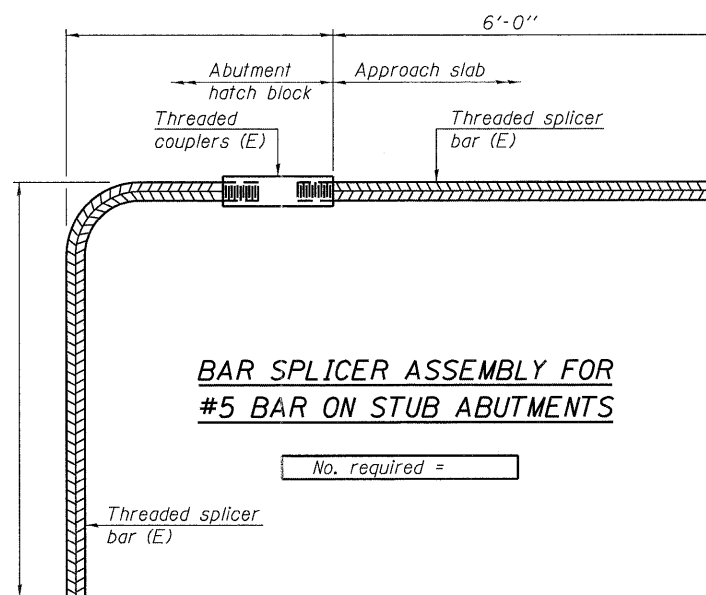 6'-0"
Abutment
hatch block
Approach slab
Threaded
couplers (E)
Threaded splicer
bar (E)
BAR SPLICER ASSEMBLY FOR
#5 BAR ON STUB ABUTMENTS
No. required =
Threaded splicer
bar (E)